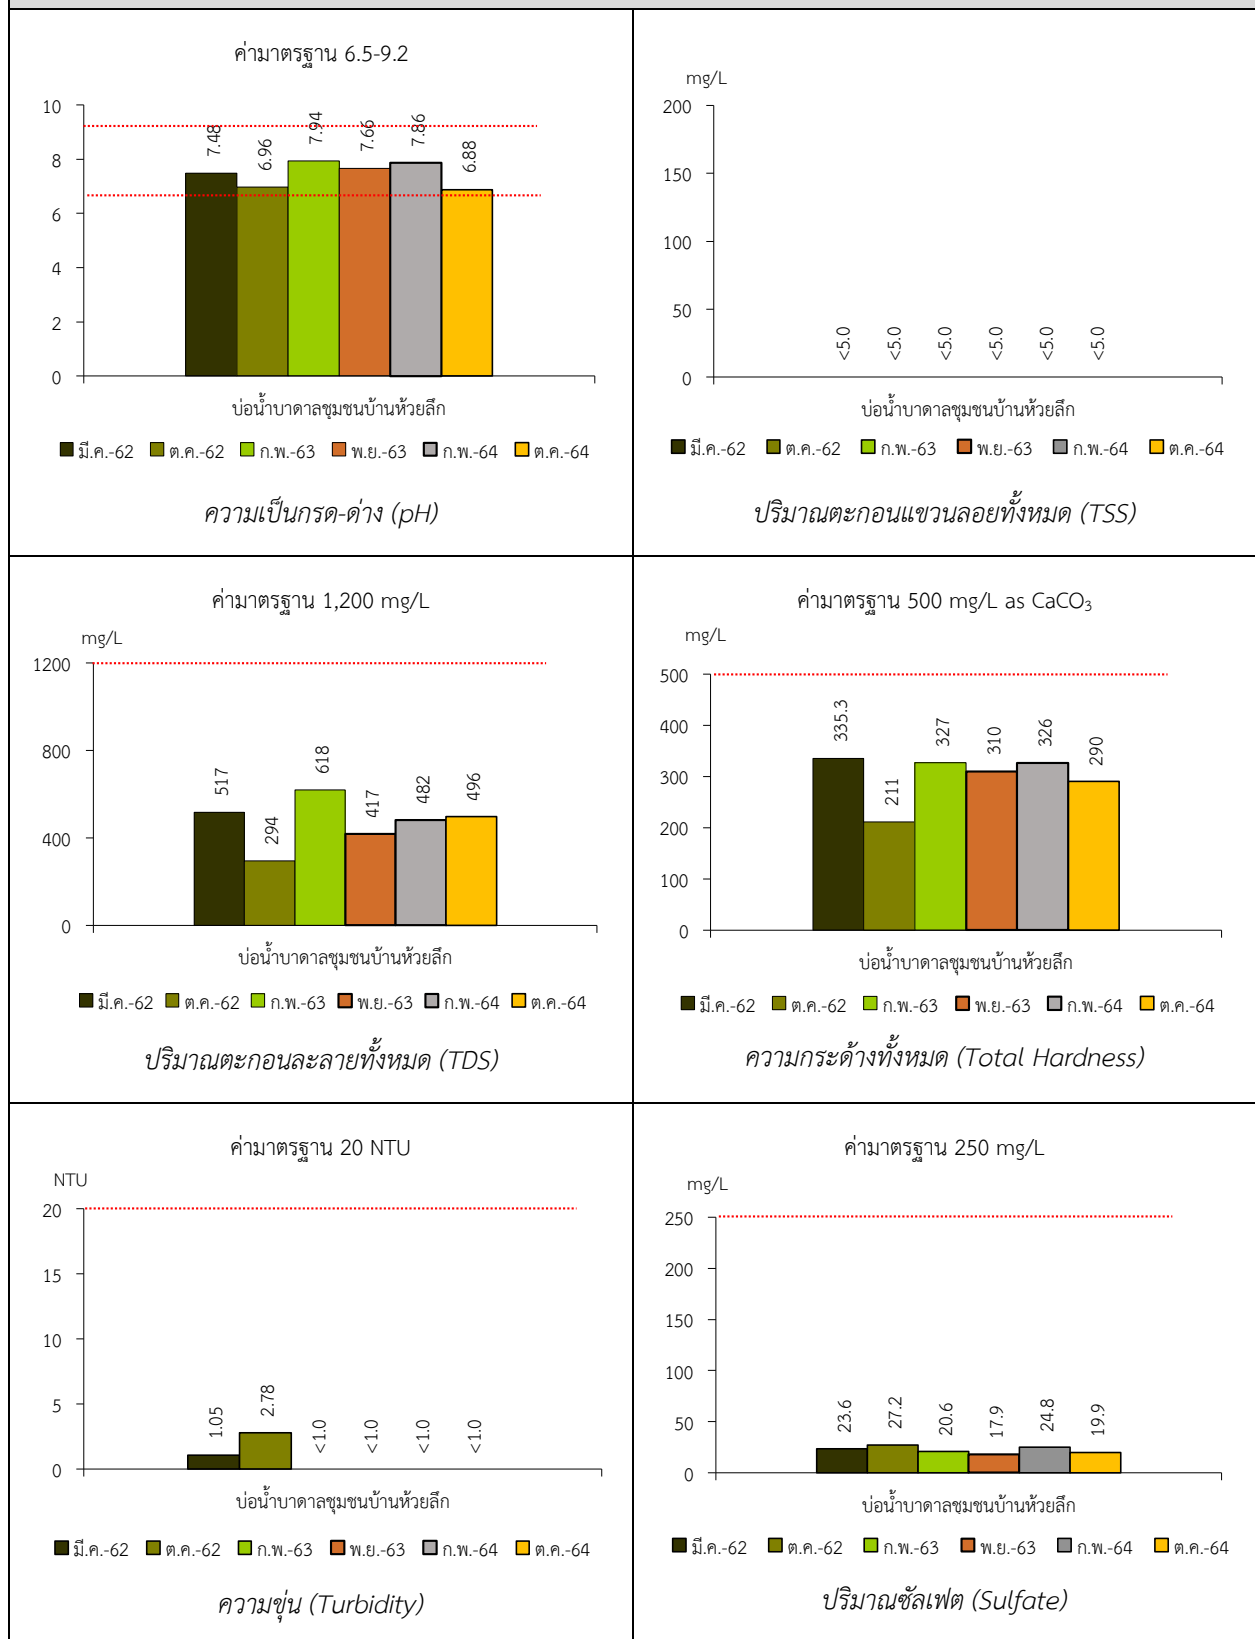 ค่ามาตรฐาน 6.5-9.2
10
8
6
4
2
0
7.48
6.96
7.94
7.66
7.86
6.88
บ่อน้ำบาดาลชุมชนบ้านห้วยลึก
มี.ค.-62 ต.ค.-62 ก.พ.-63 พ.ย.-63 ก.พ.-64 ต.ค.-64
ความเป็นกรด-ด่าง (pH)
mg/L
200
150
100
50
0
<5.0
<5.0
<5.0
<5.0
<5.0
<5.0
บ่อน้ำบาดาลชุมชนบ้านห้วยลึก
มี.ค.-62 ต.ค.-62 ก.พ.-63 พ.ย.-63 ก.พ.-64 ต.ค.-64
ปริมาณตะกอนแขวนลอยทั้งหมด (TSS)
ค่ามาตรฐาน 1,200 mg/L
mg/L
1200
800
400
0
517
294
618
417
482
496
บ่อน้ำบาดาลชุมชนบ้านห้วยลึก
มี.ค.-62 ต.ค.-62 ก.พ.-63 พ.ย.-63 ก.พ.-64 ต.ค.-64
ปริมาณตะกอนละลายทั้งหมด (TDS)
ค่ามาตรฐาน 500 mg/L as CaCO₃
mg/L
500
400
300
200
100
0
335.3
211
327
310
326
290
บ่อน้ำบาดาลชุมชนบ้านห้วยลึก
มี.ค.-62 ต.ค.-62 ก.พ.-63 พ.ย.-63 ก.พ.-64 ต.ค.-64
ความกระด้างทั้งหมด (Total Hardness)
ค่ามาตรฐาน 20 NTU
NTU
20
15
10
5
0
1.05
2.78
<1.0
<1.0
<1.0
<1.0
บ่อน้ำบาดาลชุมชนบ้านห้วยลึก
มี.ค.-62 ต.ค.-62 ก.พ.-63 พ.ย.-63 ก.พ.-64 ต.ค.-64
ความขุ่น (Turbidity)
ค่ามาตรฐาน 250 mg/L
mg/L
250
200
150
100
50
0
23.6
27.2
20.6
17.9
24.8
19.9
บ่อน้ำบาดาลชุมชนบ้านห้วยลึก
มี.ค.-62 ต.ค.-62 ก.พ.-63 พ.ย.-63 ก.พ.-64 ต.ค.-64
ปริมาณซัลเฟต (Sulfate)